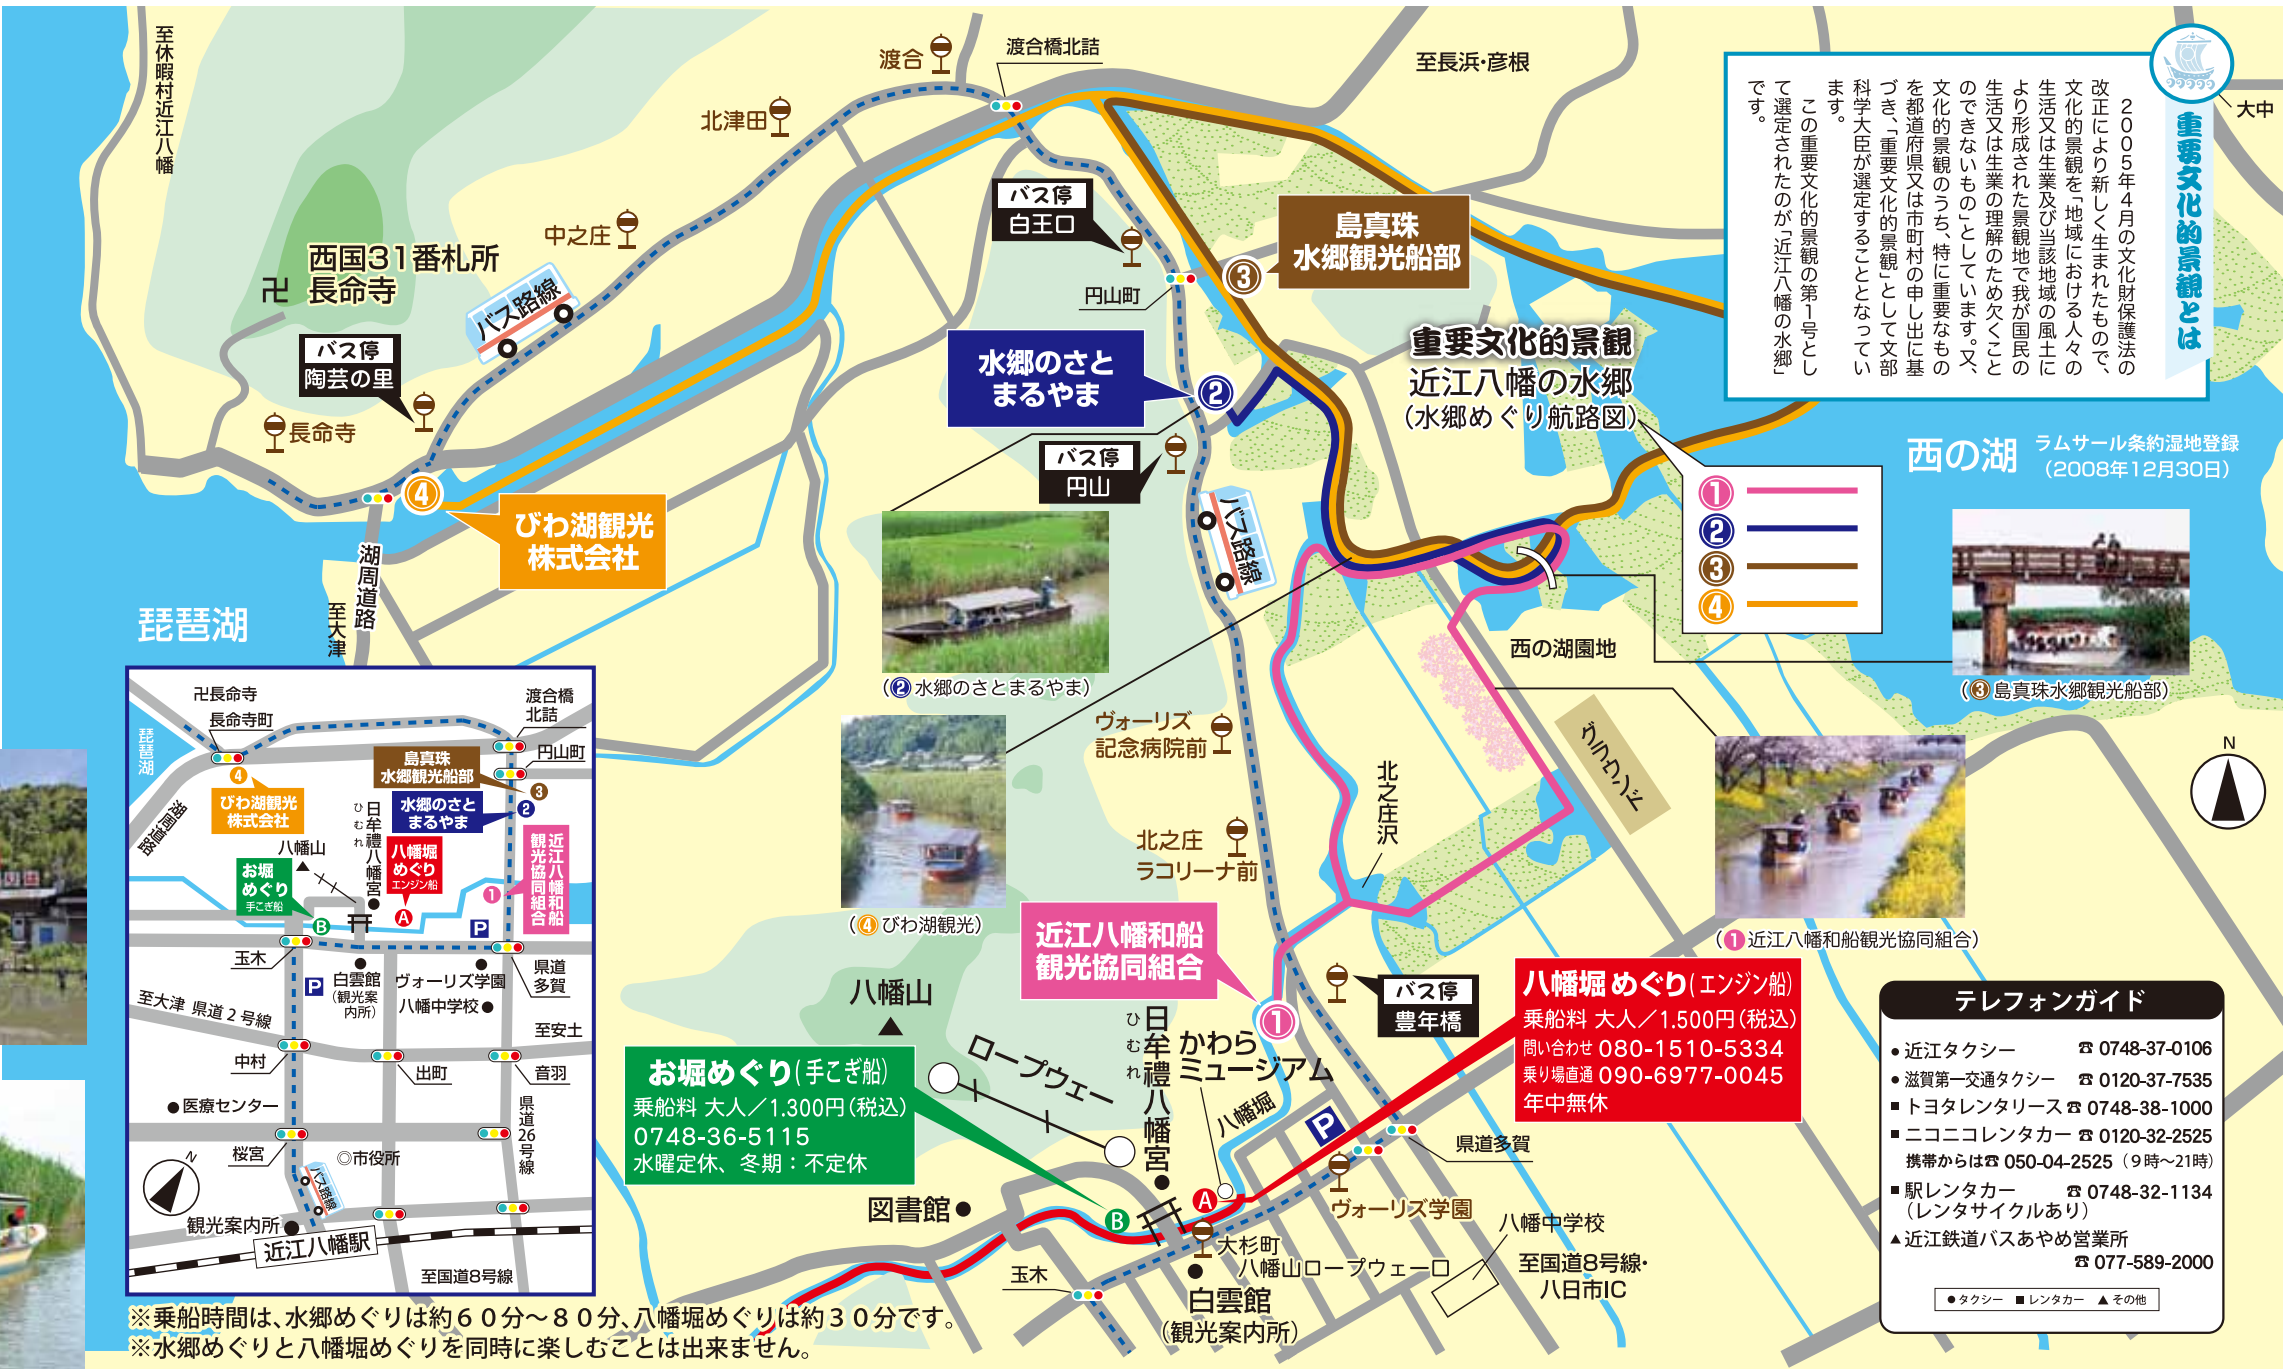 至休暇村近江八幡
渡合
渡合橋北詰
至長浜・彦根
大中
北津田
中之庄
バス停
白王口
円山町
島真珠
水郷観光船部
3
西国31番札所
卍 長命寺
バス路線
バス停
陶芸の里
長命寺
4
びわ湖観光
株式会社
湖周道路
至大津
琵琶湖
水郷のさと
まるやま
2
バス停
円山
バス路線
重要文化的景観
近江八幡の水郷
(水郷めぐり航路図)
1
2
3
4
重要文化的景観とは
2005年4月の文化財保護法の
改正により新しく生まれたもので、
文化的景観を「地域における人々の
生活又は生業及び当該地域の風土に
より形成された景観地で我が国民の
生活又は生業の理解のため欠くこと
のできないもの」としています。又、
文化的景観のうち、特に重要なもの
を都道府県又は市町村の申し出に基
づき、「重要文化的景観」として文部
科学大臣が選定することとなってい
ます。
この重要文化的景観の第1号とし
て選定されたのが「近江八幡の水郷」
です。
西の湖
ラムサール条約湿地登録
(2008年12月30日)
(3島真珠水郷観光船部)
西の湖園地
グラウンド
(2水郷のさとまるやま)
(4びわ湖観光)
(1近江八幡和船観光協同組合)
N
ヴォーリズ
記念病院前
北之庄
ラコリーナ前
北之庄沢
近江八幡和船
観光協同組合
1
バス停
豊年橋
八幡山
ロープウェー
ひむれ
日牟禮八幡宮
かわら
ミュージアム
八幡堀
P
八幡堀めぐり(エンジン船)
乗船料 大人/1.500円(税込)
問い合わせ 080-1510-5334
乗り場直通 090-6977-0045
年中無休
お堀めぐり(手こぎ船)
乗船料 大人/1.300円(税込)
0748-36-5115
水曜定休、冬期:不定休
図書館
B
A
県道多賀
ヴォーリズ学園
八幡中学校
大杉町
八幡山ロープウェー口
玉木
白雲館
(観光案内所)
至国道8号線・
八日市IC
テレフォンガイド
● 近江タクシー ☎ 0748-37-0106
● 滋賀第一交通タクシー ☎ 0120-37-7535
■ トヨタレンタリース ☎ 0748-38-1000
■ ニコニコレンタカー ☎ 0120-32-2525
携帯からは☎ 050-04-2525 (9時~21時)
■ 駅レンタカー ☎ 0748-32-1134
(レンタサイクルあり)
▲ 近江鉄道バスあやめ営業所
☎ 077-589-2000
●タクシー ■レンタカー ▲その他
卍長命寺
長命寺町
渡合橋
北詰
円山町
琵琶湖
4
びわ湖観光
株式会社
湖周道路
島真珠
水郷観光船部
3
水郷のさと
まるやま
2
ひむれ
日牟禮八幡宮
八幡山
八幡堀
めぐり
エンジン船
A
お堀
めぐり
手こぎ船
B
近江八幡和船
観光協同組合
1
P
玉木
P
白雲館
(観光案
内所)
ヴォーリズ学園
八幡中学校
県道
多賀
至大津 県道2号線
至安土
中村
出町
音羽
医療センター
県道26号線
桜宮
◎市役所
N
バス路線
観光案内所
近江八幡駅
至国道8号線
※乗船時間は、水郷めぐりは約60分~80分、八幡堀めぐりは約30分です。
※水郷めぐりと八幡堀めぐりを同時に楽しむことは出来ません。